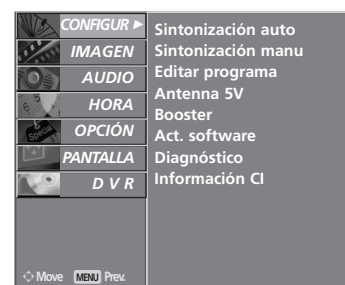 CONFIGUR ►
IMAGEN
AUDIO
HORA
OPCIÓN
PANTALLA
D V R
Sintonización auto
Sintonización manu
Editar programa
Antenna 5V
Booster
Act. software
Diagnóstico
Información CI
Move MENU Prev.